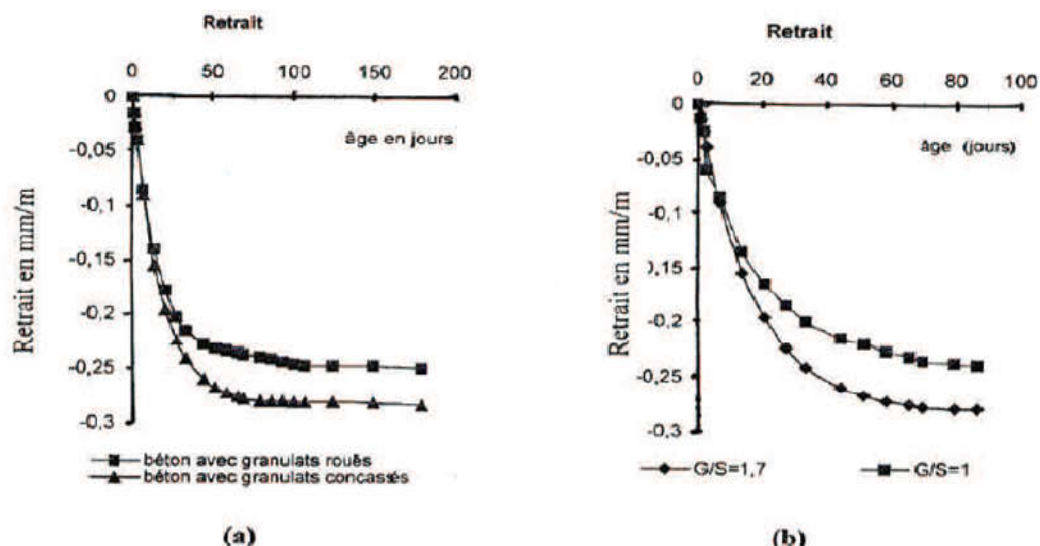 Retrait
0 50 100 150 200
0
âge en jours
-0,05
-0,1
-0,15
-0,2
-0,25
-0,3
Retrait en mm/m
béton avec granulats roués
béton avec granulats concassés
(a)
Retrait
0 20 40 60 80 100
0
âge (jours)
-0,05
-0,1
0,15
-0,2
-0,25
-0,3
Retrait en mm/m
G/S=1,7 G/S=1
(b)